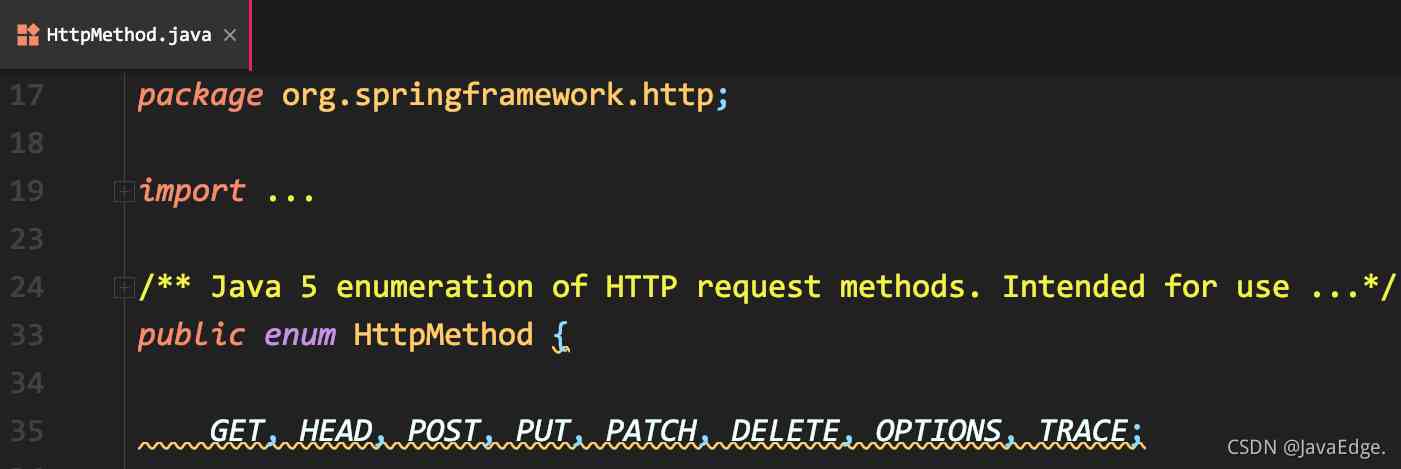 HttpMethod.java ×
17 package org.springframework.http;
18
19 import ...
23
24 /** Java 5 enumeration of HTTP request methods. Intended for use ...*/
33 public enum HttpMethod {
34
35 GET, HEAD, POST, PUT, PATCH, DELETE, OPTIONS, TRACE;
CSDN @JavaEdge.